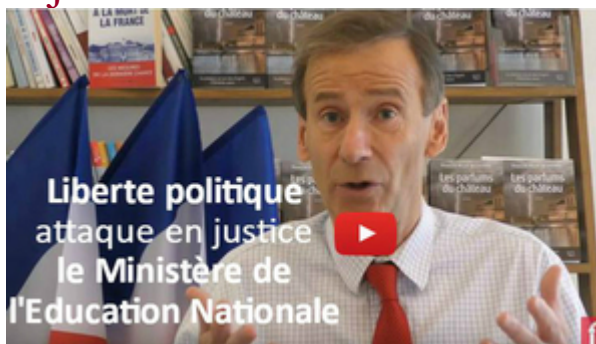 À LA MORT DE
LA FRANCE
du château
du château
Les parfums
du château
Les parfums
du château
Liberte politique
attaque en justice
le Ministère de
l'Education Nationale